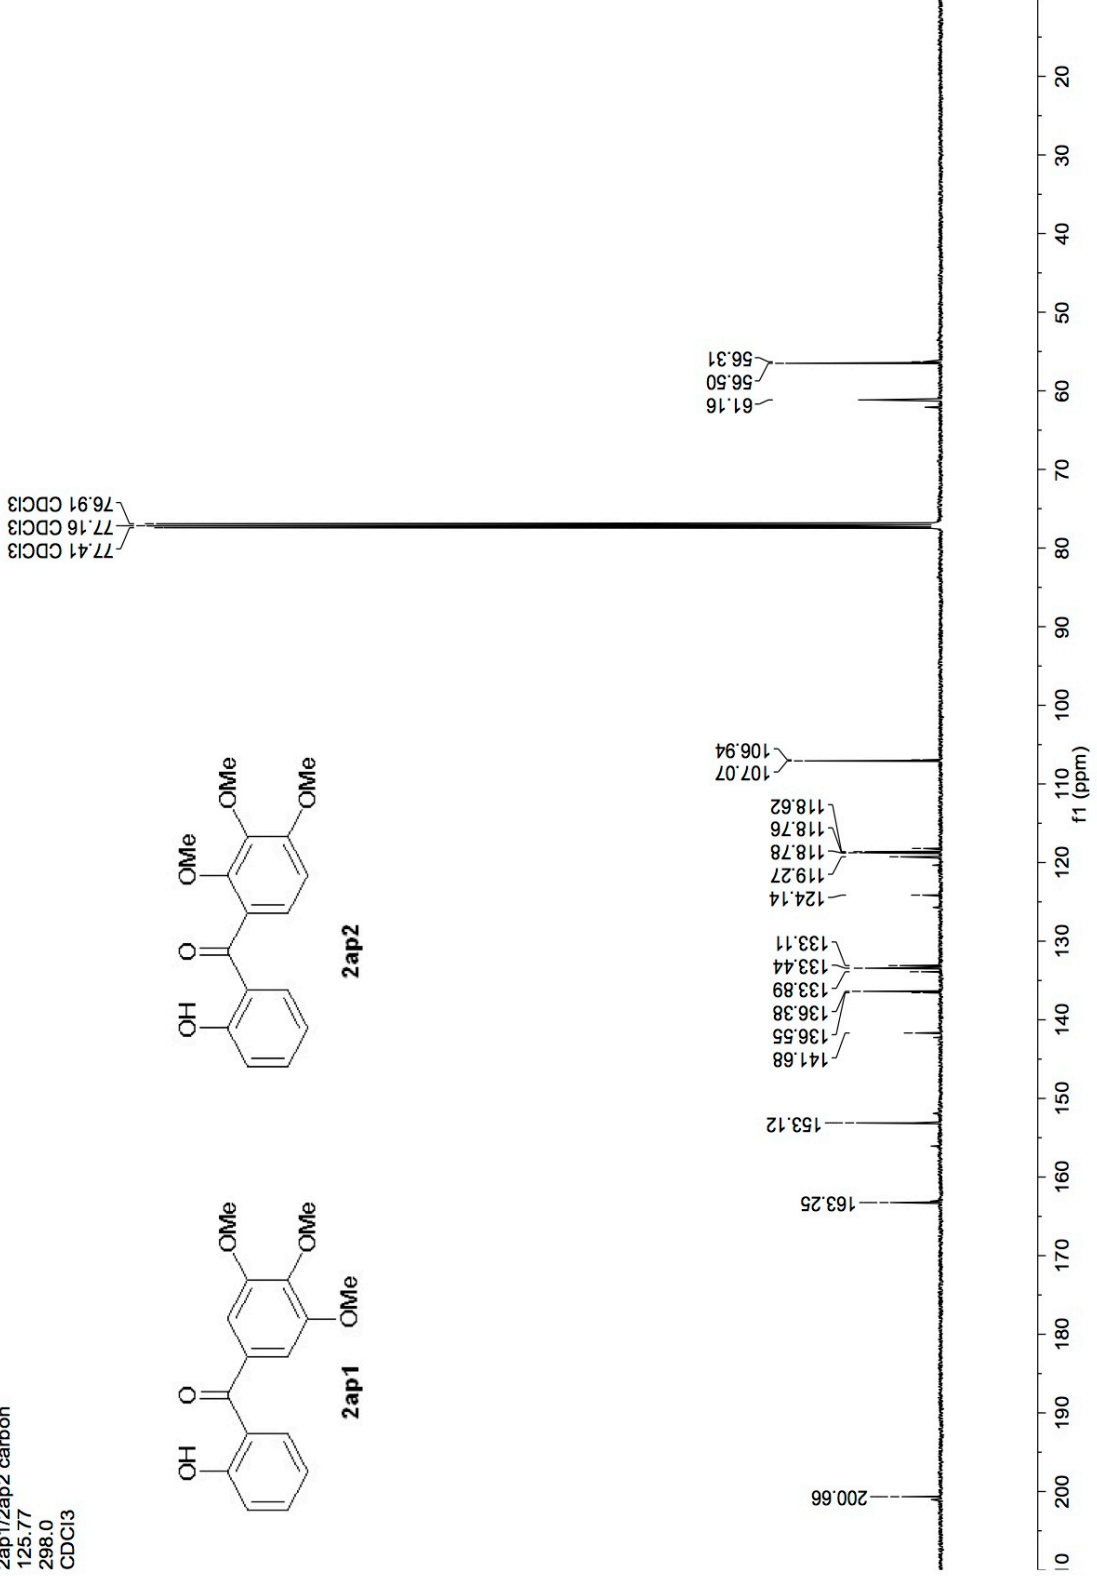 2ap1/2ap2 carbon
125.77
298.0
CDCl3
OH
O
OMe
OMe
OMe
2ap1
OH
O
OMe
OMe
OMe
2ap2
200.66
163.25
153.12
141.68
136.55
136.38
133.89
133.44
133.11
124.14
119.27
118.78
118.76
118.62
107.07
106.94
77.41 CDCl3
77.16 CDCl3
76.91 CDCl3
61.16
56.50
56.31
10
200
190
180
170
160
150
140
130
120
110
100
90
80
70
60
50
40
30
20
f1 (ppm)